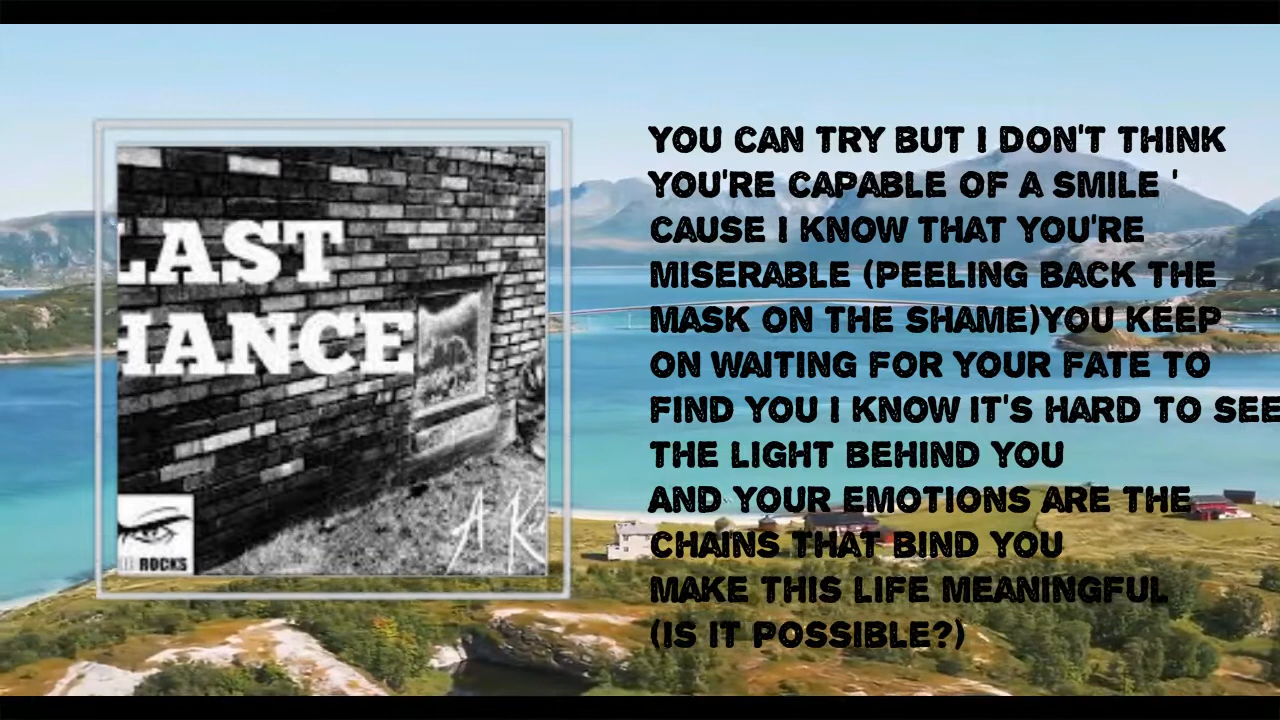 LAST
HANCE
ROCKS
YOU CAN TRY BUT I DON'T THINK
YOU'RE CAPABLE OF A SMILE '
CAUSE I KNOW THAT YOU'RE
MISERABLE (PEELING BACK THE
MASK ON THE SHAME)YOU KEEP
ON WAITING FOR YOUR FATE TO
FIND YOU I KNOW IT'S HARD TO SEE
THE LIGHT BEHIND YOU
AND YOUR EMOTIONS ARE THE
CHAINS THAT BIND YOU
MAKE THIS LIFE MEANINGFUL
(IS IT POSSIBLE?)